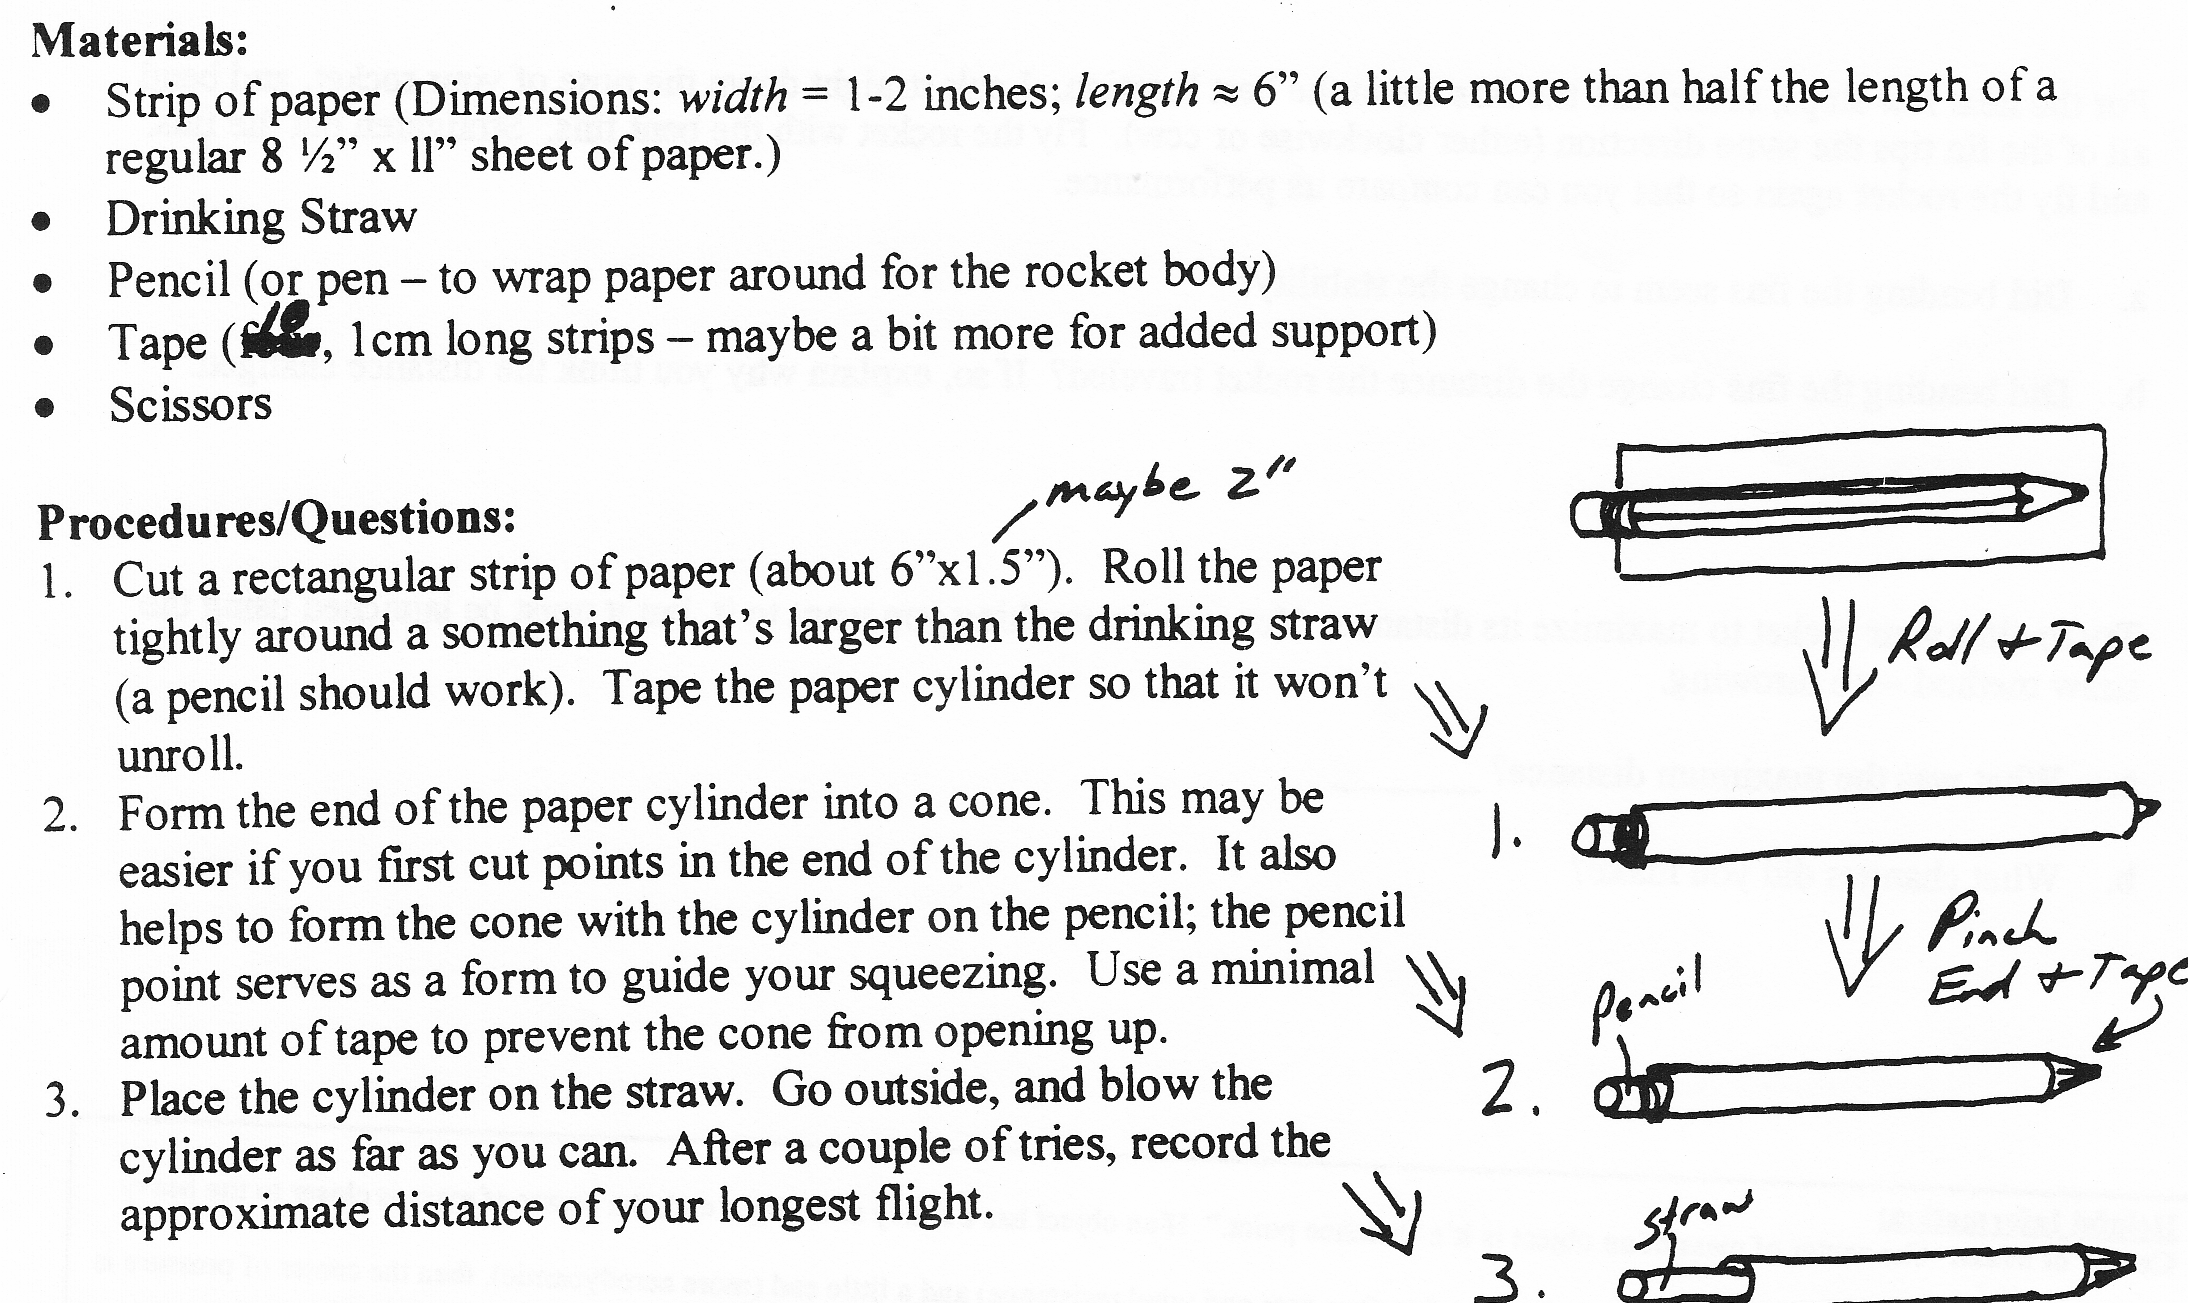 Materials:
• Strip of paper (Dimensions: width = 1-2 inches; length ≈ 6” (a little more than half the length of a
regular 8 ½” x 11” sheet of paper.)
• Drinking Straw
• Pencil (or pen – to wrap paper around for the rocket body)
• Tape (10, 1cm long strips – maybe a bit more for added support)
• Scissors
maybe 2"
Procedures/Questions:
1. Cut a rectangular strip of paper (about 6”x1.5”). Roll the paper
tightly around a something that’s larger than the drinking straw
(a pencil should work). Tape the paper cylinder so that it won’t
unroll.
2. Form the end of the paper cylinder into a cone. This may be
easier if you first cut points in the end of the cylinder. It also
helps to form the cone with the cylinder on the pencil; the pencil
point serves as a form to guide your squeezing. Use a minimal
amount of tape to prevent the cone from opening up.
3. Place the cylinder on the straw. Go outside, and blow the
cylinder as far as you can. After a couple of tries, record the
approximate distance of your longest flight.
Roll + Tape
1.
Pinch
End + Tape
pencil
2.
straw
3.